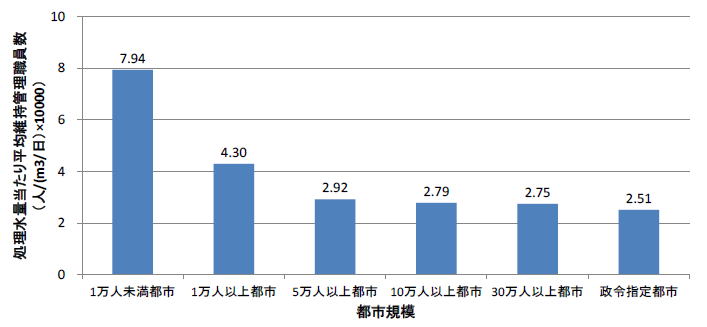 処理水量当たり平均維持管理職員数
(人/(m3/日)×10000)
10
8
6
4
2
0
7.94
4.30
2.92
2.79
2.75
2.51
1万人未満都市
1万人以上都市
5万人以上都市
10万人以上都市
30万人以上都市
政令指定都市
都市規模